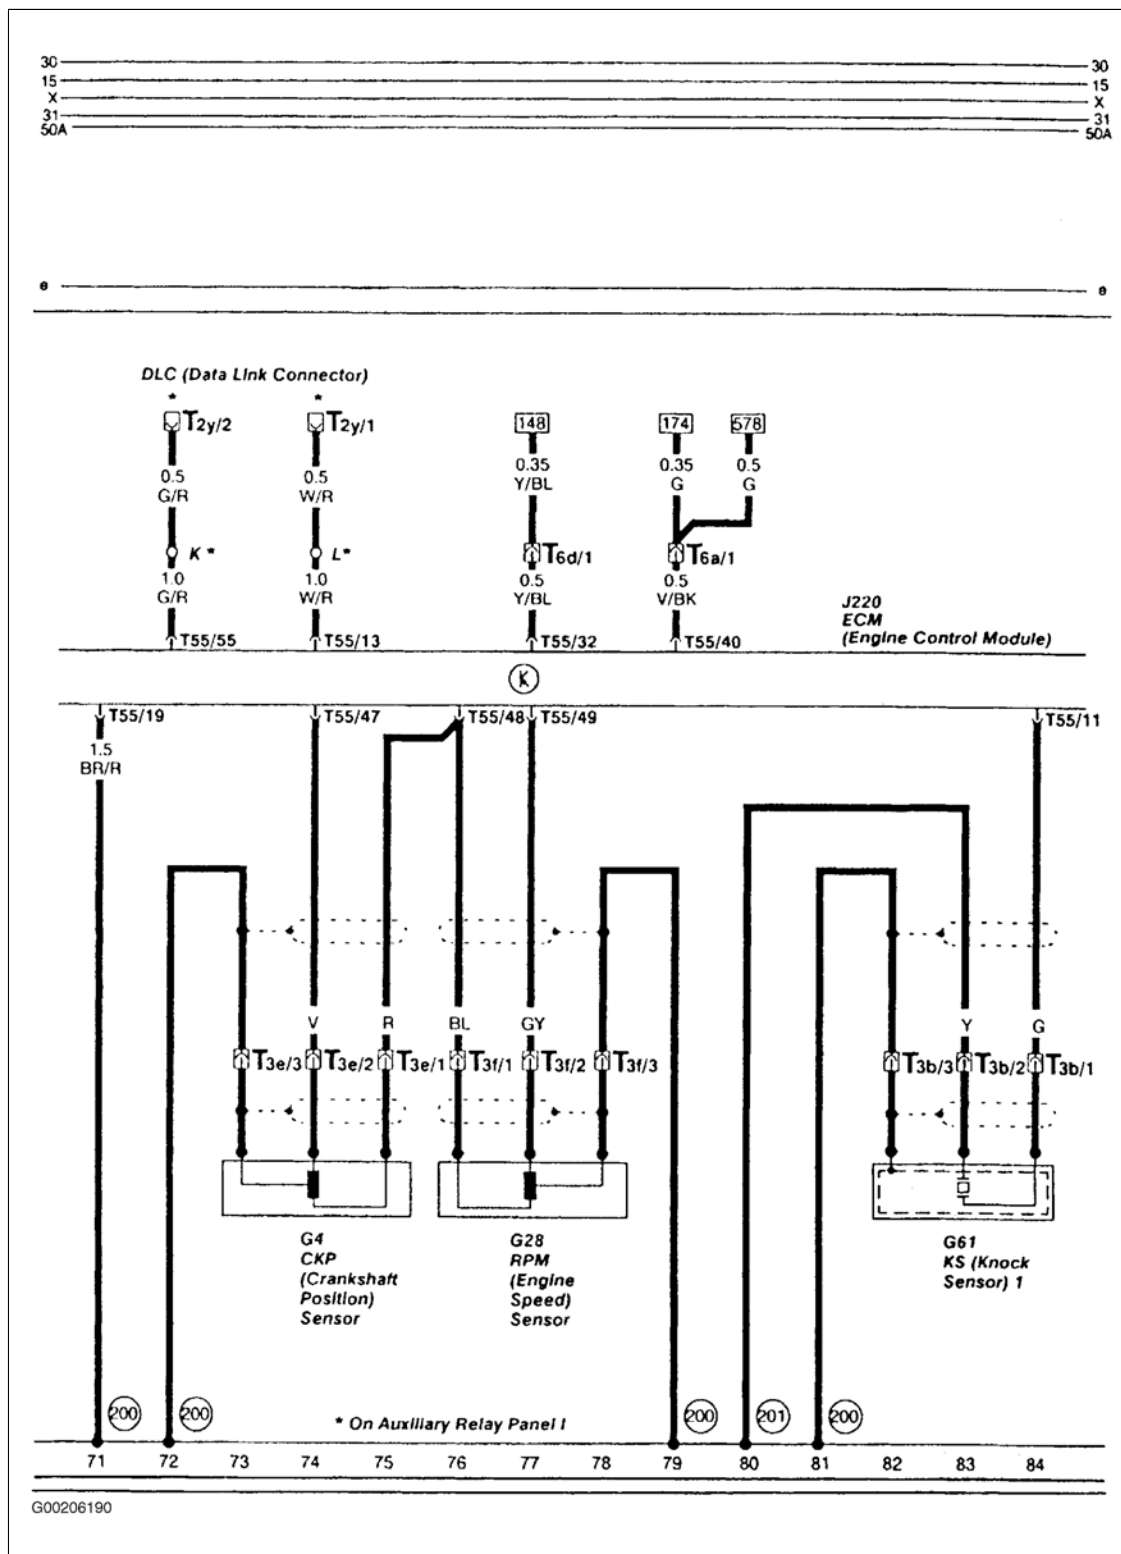 30 30
15 15
X X
31 31
50A 50A
e e
DLC (Data Link Connector)
* *
T2y/2 T2y/1 148 174 578
0.5 0.5 0.35 0.35 0.5
G/R W/R Y/BL G G
K * L* T6d/1 T6a/1
1.0 1.0 0.5 0.5
G/R W/R Y/BL V/BK
J220
ECM
(Engine Control Module)
T55/55 T55/13 T55/32 T55/40
K
T55/19 T55/47 T55/48 T55/49 T55/11
1.5
BR/R
V R BL GY Y G
T3e/3 T3e/2 T3e/1 T3f/1 T3f/2 T3f/3 T3b/3 T3b/2 T3b/1
G4
CKP
(Crankshaft
Position)
Sensor
G28
RPM
(Engine
Speed)
Sensor
G61
KS (Knock
Sensor) 1
200 200 * On Auxiliary Relay Panel I 200 201 200
71 72 73 74 75 76 77 78 79 80 81 82 83 84
G00206190